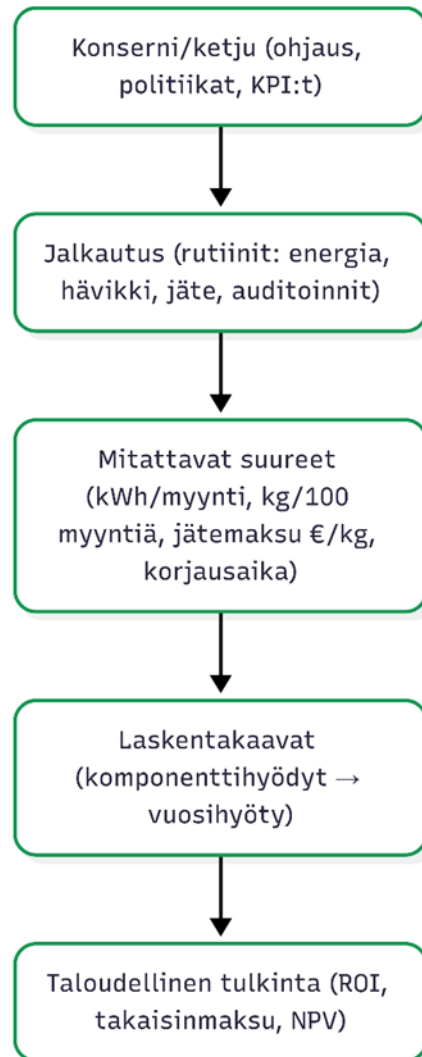 Konserni/ketju (ohjaus,
politiikat, KPI:t)
Jalkautus (rutiinit: energia,
hävikki, jäte, auditoinnit)
Mitattavat suureet
(kWh/myynti, kg/100
myyntiä, jätemaksu €/kg,
korjausaika)
Laskentakaavat
(komponenttihyödyt →
vuosihyöty)
Taloudellinen tulkinta (ROI,
takaisinmaksu, NPV)